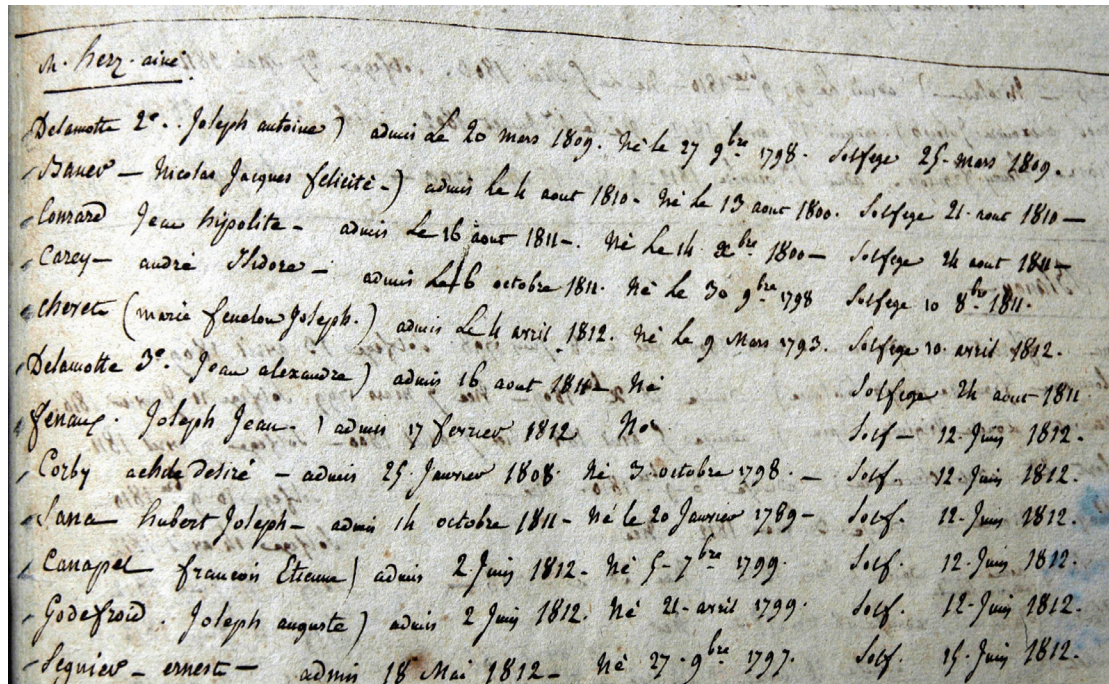 M. herz. ainé
Delamotte 2e. Joseph antoine) admis Le 20 mars 1809. Né le 27 9bre 1798. Solfege 25. mars 1809.
Nicolas Jacques felicité-) admis le 4 aout 1810- Né le 13 aout 1800. Solfege 21. aout 1810-
Conrard Jean hipolite- admis Le 16 aout 1811-. Né Le 14. xbre 1800- Solfege 24 aout 1811-
Carey- andré Isidore- admis Le 16 octobre 1811. Né Le 30 9bre 1798 Solfege 10 8bre 1811.
cheret (marie fenelon Joseph.) admis Le 4 avril 1812. Né Le 9 Mars 1793. Solfege 10. avril 1812.
Delamotte 3e. Jean alexandre) admis 16 aout 1811- Né Solfege 24 aout 1811
fenaux. Joseph Jean.) admis 17 fevrier 1812 Né Solf- 12. Juin 1812.
Corby desiré - admis 25. Janvier 1808. Né 3 octobre 1798. - Solf. 12. Juin 1812.
hubert Joseph- admis 14 octobre 1811- Né le 20 Janvier 1789- Solf. 12. Juin 1812.
Canapel francois Etienne) admis 2. Juin 1812- Né 5- 7bre 1799. Solf. 12. Juin 1812.
Godefroid. Joseph auguste) admis 2 Juin 1812. Né 21- avril 1799. Solf. 12- Juin 1812.
Seguier - ernest - admis 18 Mai 1812- Né 27. 9bre 1797. Solf. 15. Juin 1812.